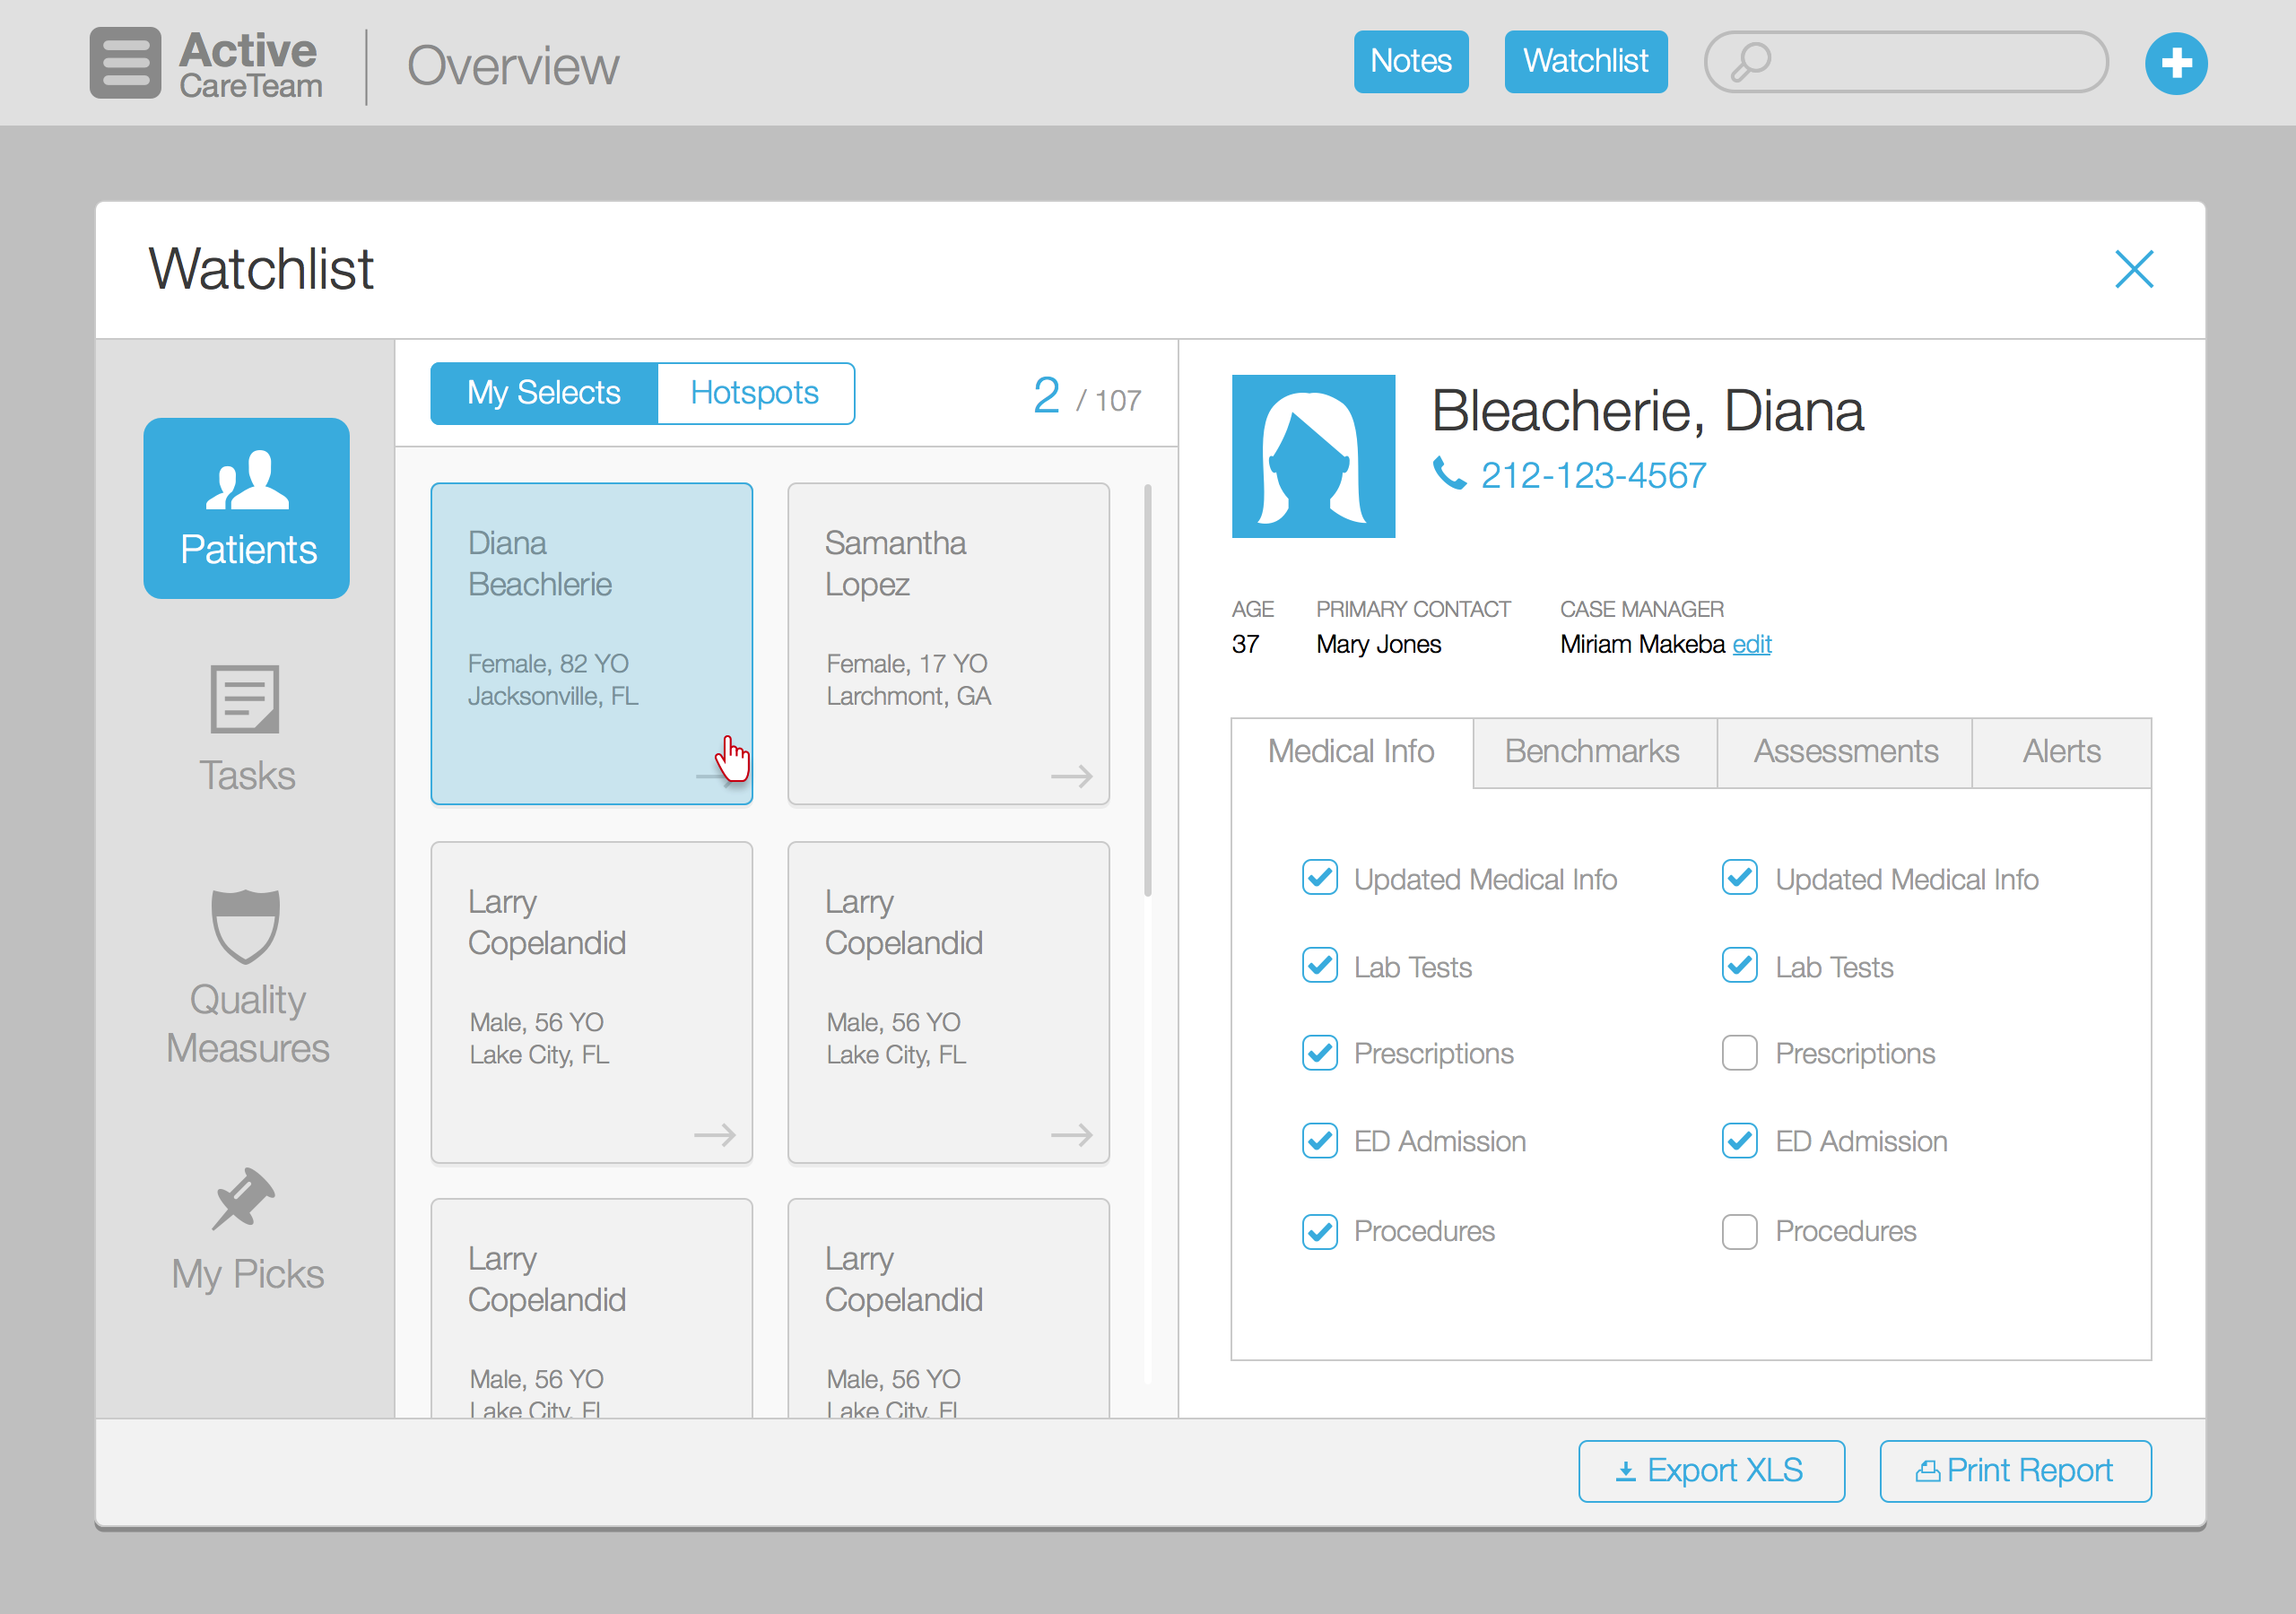 Active
CareTeam
Overview
Notes
Watchlist
Watchlist
Patients
Tasks
Quality
Measures
My Picks
My Selects
Hotspots
2 / 107
Diana
Beachlerie
Female, 82 YO
Jacksonville, FL
Samantha
Lopez
Female, 17 YO
Larchmont, GA
Larry
Copelandid
Male, 56 YO
Lake City, FL
Larry
Copelandid
Male, 56 YO
Lake City, FL
Larry
Copelandid
Male, 56 YO
Lake City, FL
Larry
Copelandid
Male, 56 YO
Lake City, FL
Bleacherie, Diana
212-123-4567
AGE
37
PRIMARY CONTACT
Mary Jones
CASE MANAGER
Miriam Makeba edit
Medical Info
Benchmarks
Assessments
Alerts
Updated Medical Info
Lab Tests
Prescriptions
ED Admission
Procedures
Updated Medical Info
Lab Tests
Prescriptions
ED Admission
Procedures
Export XLS
Print Report